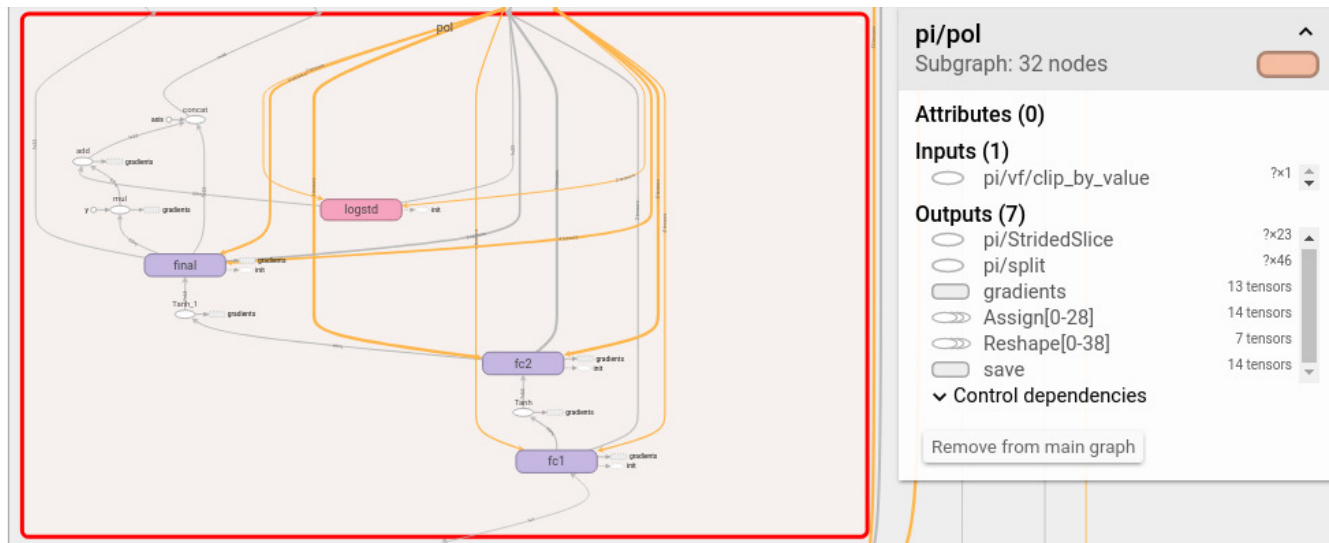 pol
concat
axis
add
gradients
mul
y
gradients
logstd
init
final
gradients
init
Tanh_1
gradients
fc2
gradients
init
Tanh
gradients
fc1
gradients
init
pi/pol
Subgraph: 32 nodes
Attributes (0)
Inputs (1)
pi/vf/clip_by_value ?×1
Outputs (7)
pi/StridedSlice ?×23
pi/split ?×46
gradients 13 tensors
Assign[0-28] 14 tensors
Reshape[0-38] 7 tensors
save 14 tensors
Control dependencies
Remove from main graph